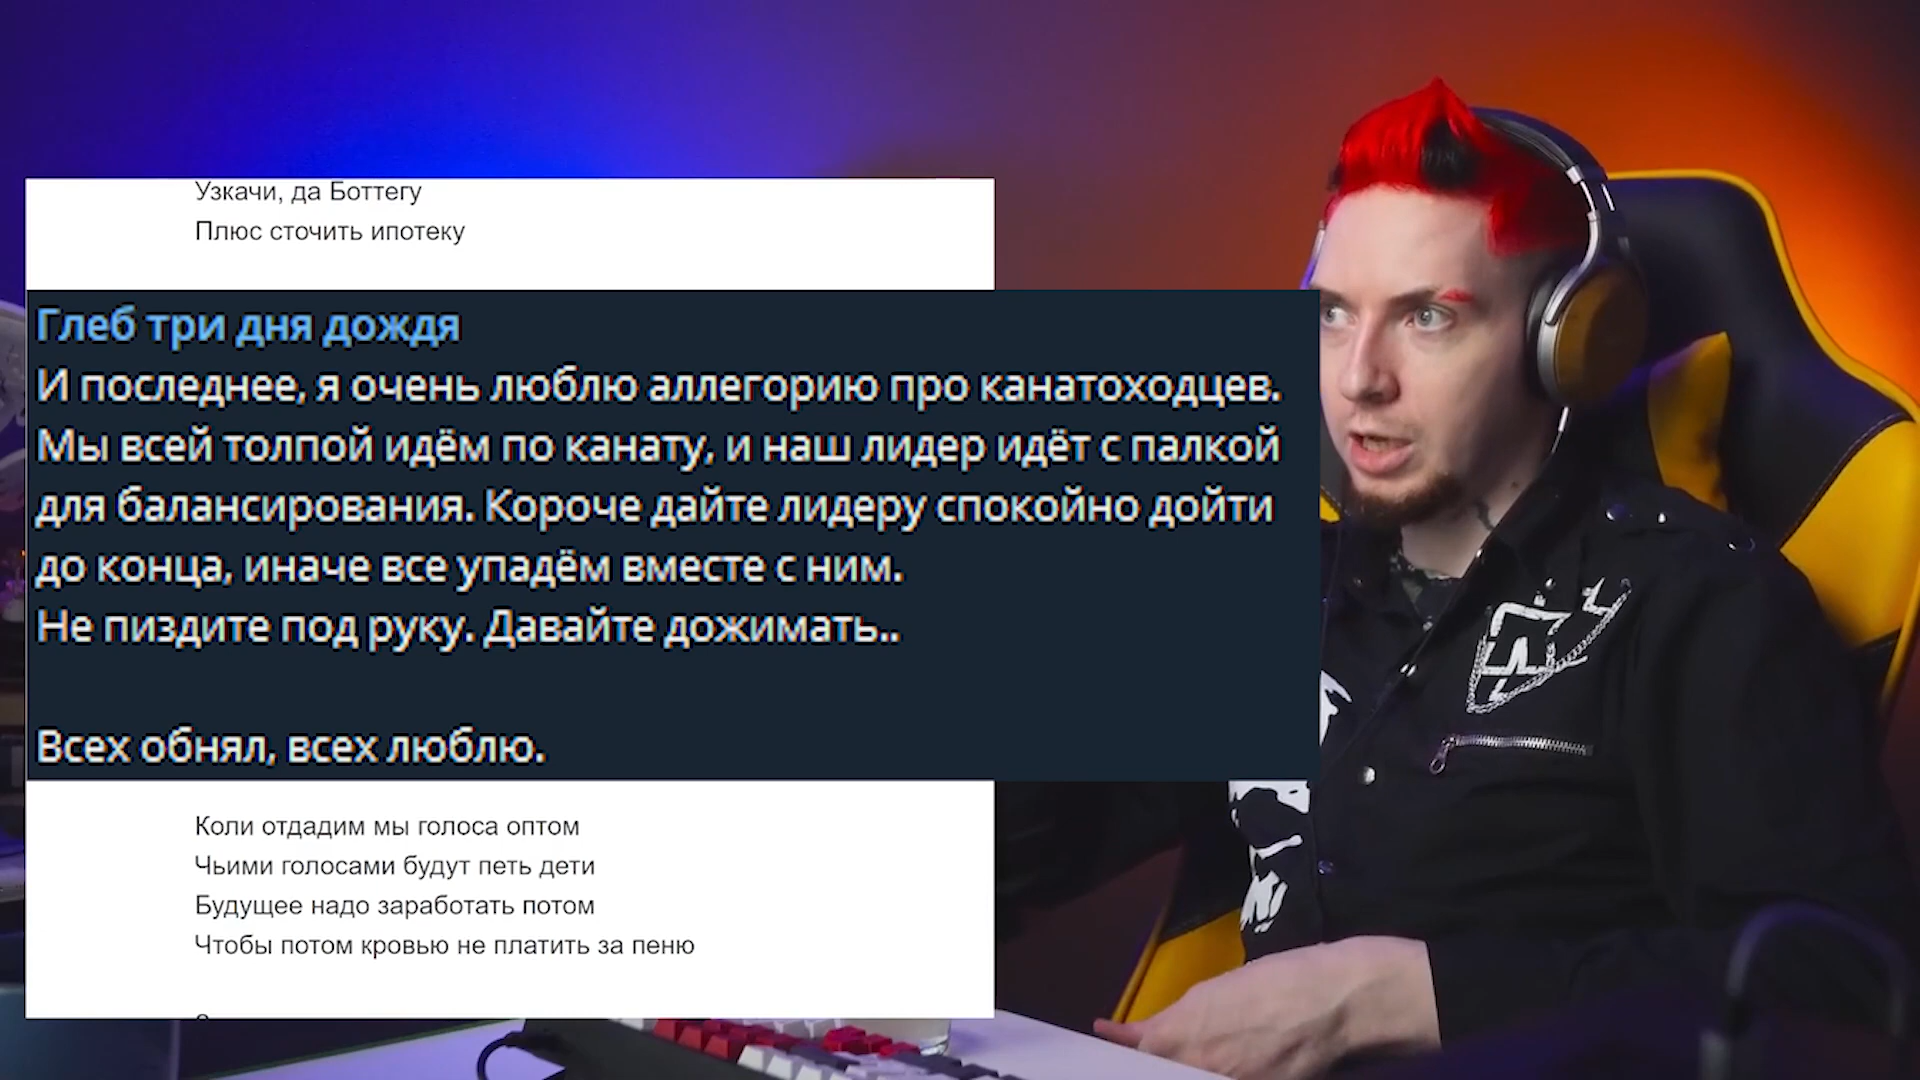 Узкачи, да Боттегу
Плюс сточить ипотеку
Глеб три дня дождя
И последнее, я очень люблю аллегорию про канатоходцев.
Мы всей толпой идём по канату, и наш лидер идёт с палкой
для балансирования. Короче дайте лидеру спокойно дойти
до конца, иначе все упадём вместе с ним.
Не пиздите под руку. Давайте дожимать..
Всех обнял, всех люблю.
Коли отдадим мы голоса оптом
Чьими голосами будут петь дети
Будущее надо заработать потом
Чтобы потом кровью не платить за пеню